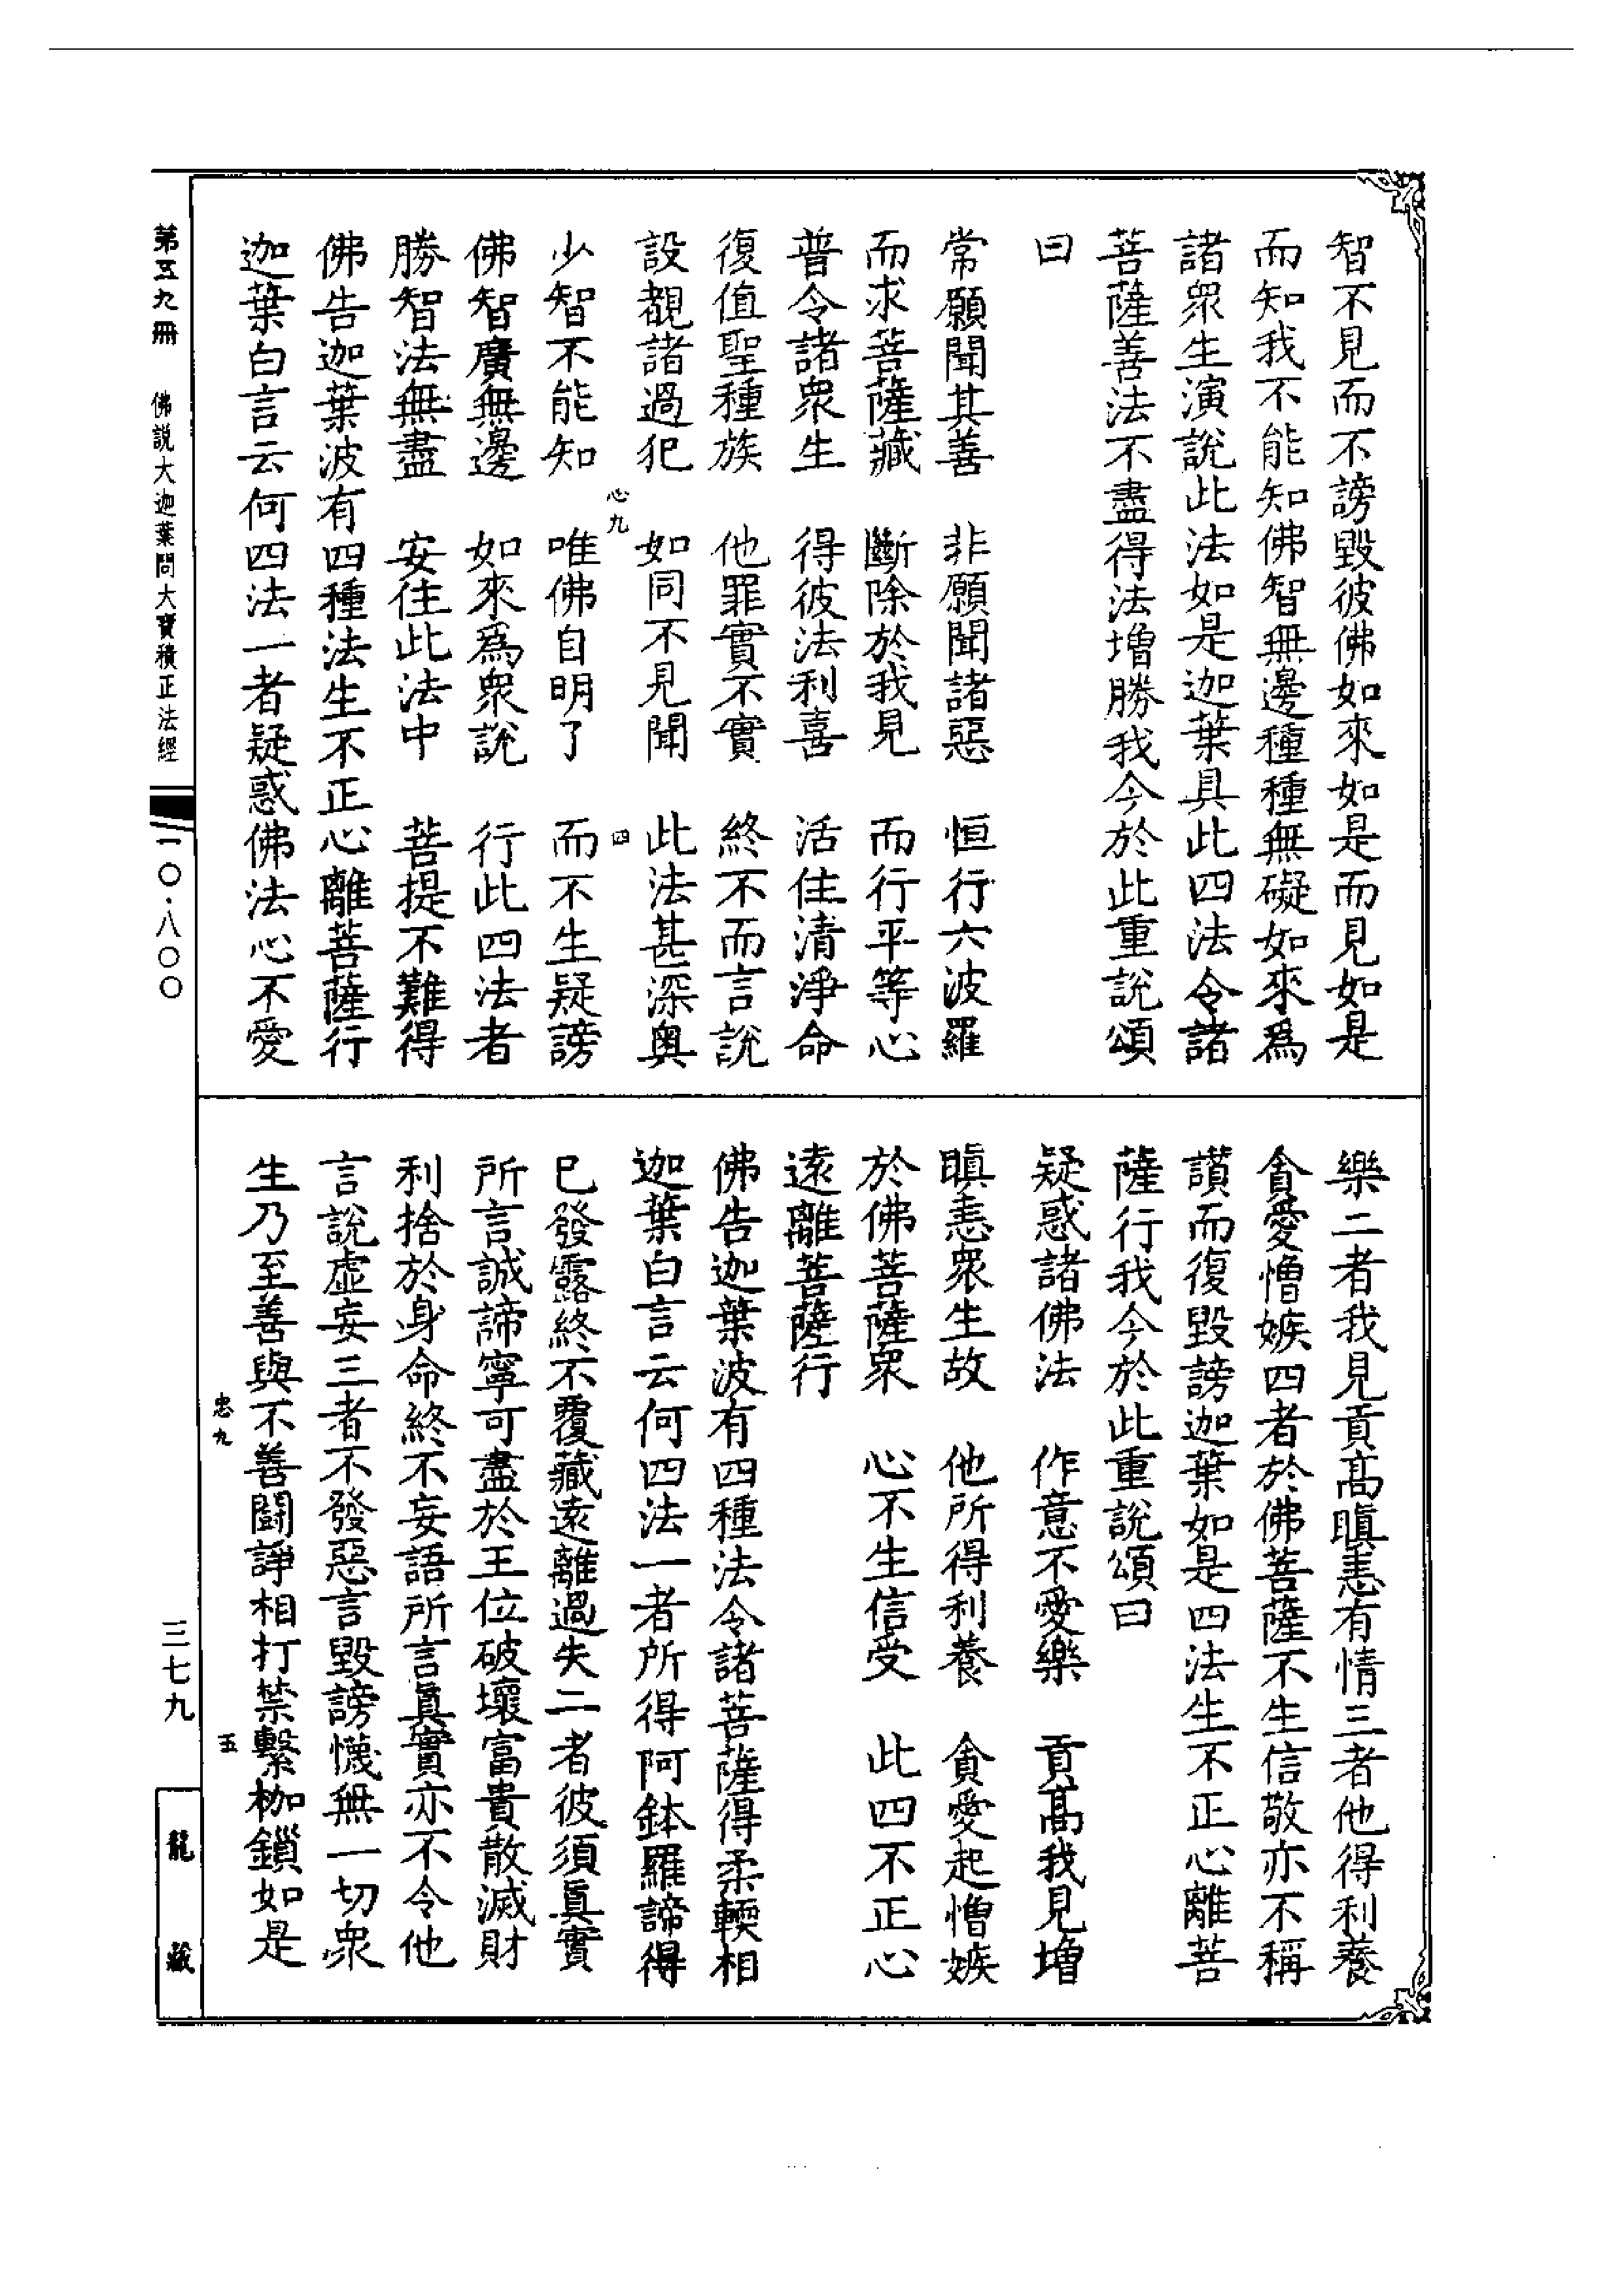 智不見而不謗毀彼佛如來如是而見如是
而知我不能知佛智無邊種種無礙如來爲
諸衆生演說此法如是迦葉具此四法令諸
菩薩善法不盡得法增勝我今於此重說頌
曰
常願聞其善　非願聞諸惡　恒行六波羅
而求菩薩藏　斷除於我見　而行平等心
普令諸衆生　得彼法利喜　活住清淨命
復值聖種族　他罪實不實　終不而言說
設覩諸過犯　如同不見聞　此法甚深奧
心九　四
少智不能知　唯佛自明了　而不生疑謗
佛智廣無邊　如來爲衆說　行此四法者
勝智法無盡　安住此法中　菩提不難得
佛告迦葉波有四種法生不正心離菩薩行
迦葉白言云何四法一者疑惑佛法心不愛
樂二者我見貢高瞋恚有情三者他得利養
貪愛憎嫉四者於佛菩薩不生信敬亦不稱
讚而復毀謗迦葉如是四法生不正心離菩
薩行我今於此重說頌曰
疑惑諸佛法　作意不愛樂　貢高我見增
瞋恚衆生故　他所得利養　貪愛起憎嫉
於佛菩薩衆　心不生信受　此四不正心
遠離菩薩行
佛告迦葉波有四種法令諸菩薩得柔輭相
迦葉白言云何四法一者所得阿鉢羅諦得
已發露終不覆藏遠離過失二者彼須眞實
所言誠諦寧可盡於王位破壞富貴散滅財
利捨於身命終不妄語所言眞實亦不令他
言說虛妄三者不發惡言毀謗懱無一切衆
生乃至善與不善鬪諍相打禁繫枷鎖如是
忠九　五
第五九冊　佛説大迦葉問大寶積正法經　一〇·八〇〇
三七九
龍藏